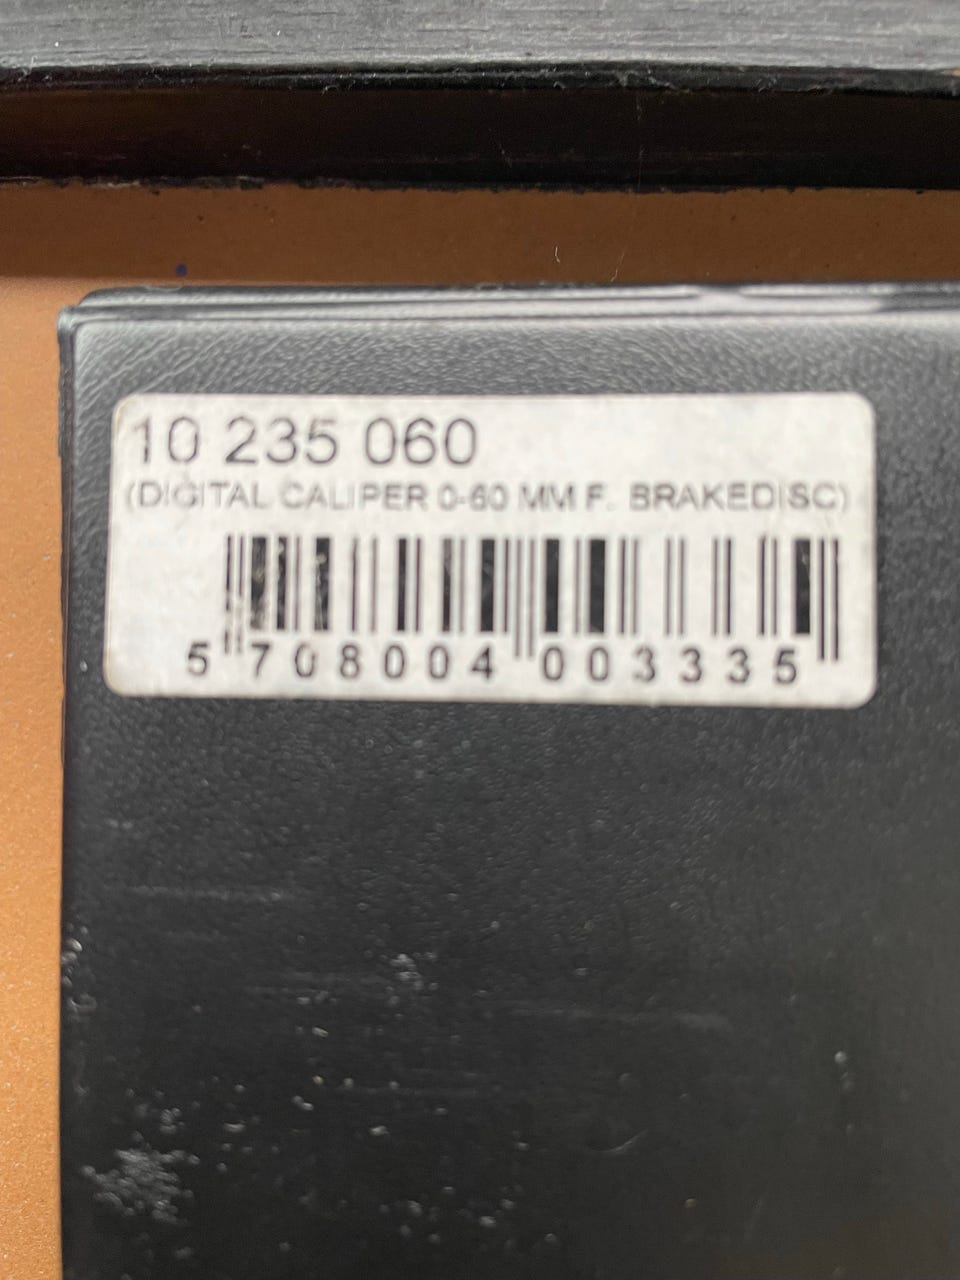 10 235 060
(DIGITAL CALIPER 0-60 MM F. BRAKEDISC)
5 708004 003335